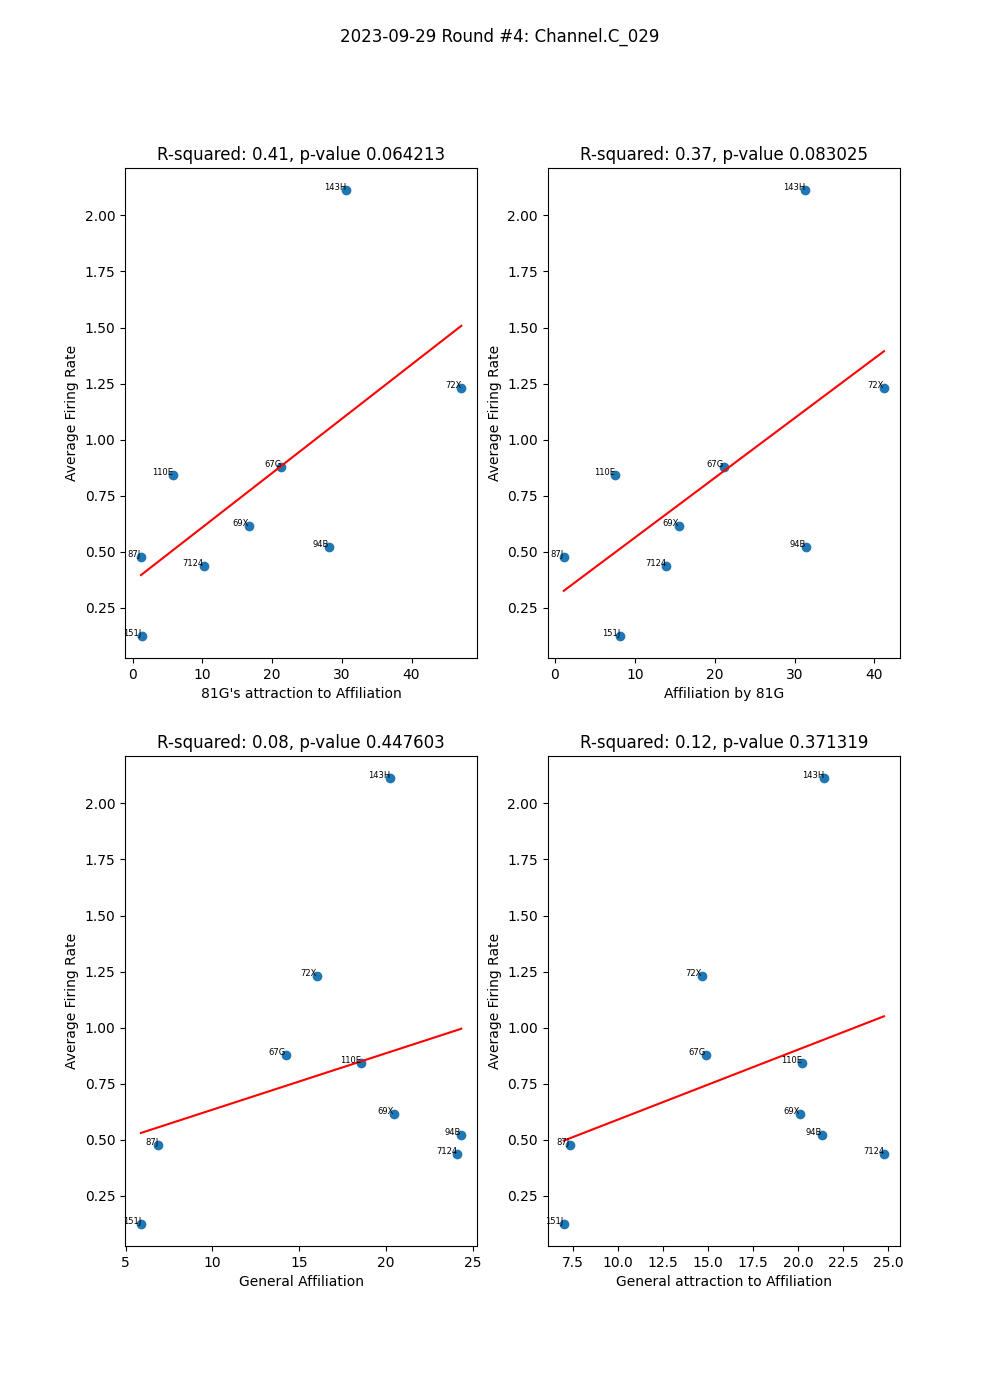 2023-09-29 Round #4: Channel.C_029
R-squared: 0.41, p-value 0.064213
Average Firing Rate
2.00
1.75
1.50
1.25
1.00
0.75
0.50
0.25
143H
72X
67G
110E
69X
94B
87J
7124
151J
0 10 20 30 40
81G's attraction to Affiliation
R-squared: 0.37, p-value 0.083025
Average Firing Rate
2.00
1.75
1.50
1.25
1.00
0.75
0.50
0.25
143H
72X
67G
110E
69X
94B
87J
7124
151J
0 10 20 30 40
Affiliation by 81G
R-squared: 0.08, p-value 0.447603
Average Firing Rate
2.00
1.75
1.50
1.25
1.00
0.75
0.50
0.25
143H
72X
67G
110E
69X
94B
87J
7124
151J
5 10 15 20 25
General Affiliation
R-squared: 0.12, p-value 0.371319
Average Firing Rate
2.00
1.75
1.50
1.25
1.00
0.75
0.50
0.25
143H
72X
67G
110E
69X
94B
87J
7124
151J
7.5 10.0 12.5 15.0 17.5 20.0 22.5 25.0
General attraction to Affiliation